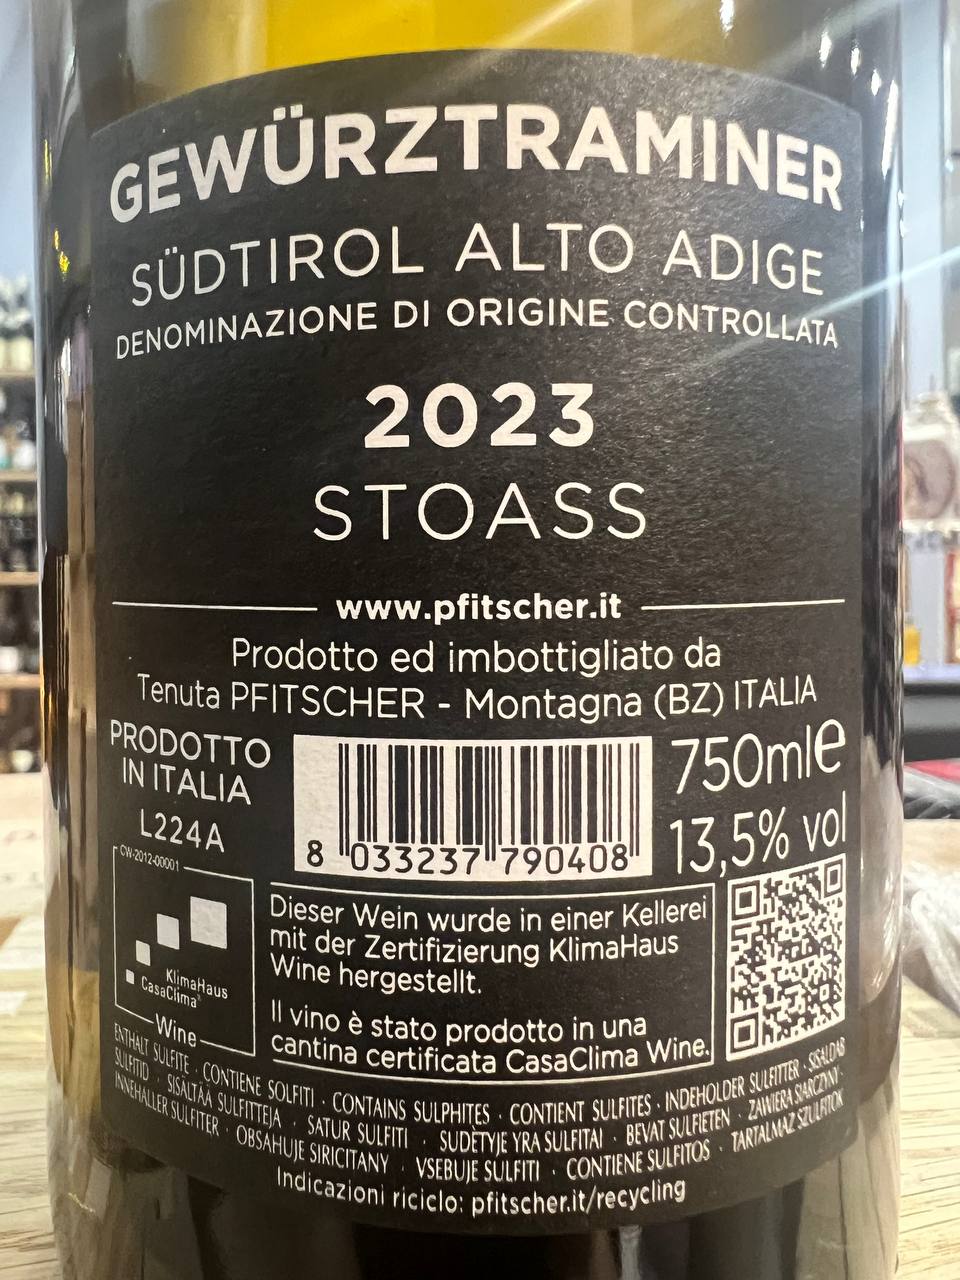 GEWÜRZTRAMINER
SÜDTIROL ALTO ADIGE
DENOMINAZIONE DI ORIGINE CONTROLLATA
2023
STOASS
www.pfitscher.it
Prodotto ed imbottigliato da
Tenuta PFITSCHER - Montagna (BZ) ITALIA
PRODOTTO
IN ITALIA
L224A
8 033237 790408
750ml e
13,5% vol
CW-2012-00001
KlimaHaus
CasaClima
Wine
Dieser Wein wurde in einer Kellerei
mit der Zertifizierung KlimaHaus
Wine hergestellt.
Il vino è stato prodotto in una
cantina certificata CasaClima Wine.
ENTHÄLT SULFITE · CONTIENE SOLFITI · CONTAINS SULPHITES · CONTIENT SULFITES · INDEHOLDER SULFITTER · SISALDAB
SULFITID · SISÄLTÄÄ SULFITTEJA · SATUR SULFITI · SUDĖTYJE YRA SULFITAI · BEVAT SULFIETEN · ZAWIERA SIARCZYNY ·
INNEHÅLLER SULFITER · OBSAHUJE SIRICITANY · VSEBUJE SULFITI · CONTIENE SULFITOS · TARTALMAZ SZULFITOK
Indicazioni riciclo: pfitscher.it/recycling